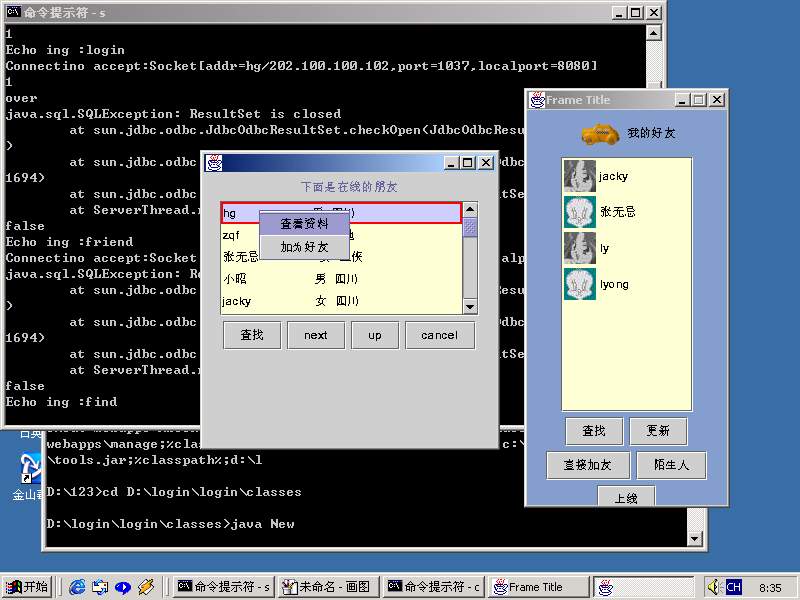 命令提示符 - s
1
Echo ing :login
Connectino accept:Socket[addr=hg/202.100.100.102,port=1037,localport=8080]
1
over
java.sql.SQLException: ResultSet is closed
at sun.jdbc.odbc.JdbcOdbcResultSet.checkOpen(JdbcOdbcResu
)
at sun.jdbc.odbc
1694)
at sun.jdbc.odbc
at ServerThread.
false
Echo ing :friend
Connectino accept:Socket
java.sql.SQLException: R
at sun.jdbc.odbc
)
at sun.jdbc.odbc
1694)
at sun.jdbc.odbc
at ServerThread.
false
Echo ing :find
下面是在线的朋友
hg
查看资料
zqf
加为好友
张无忌
小昭 男 四川
jacky 女 四川
查找 next up cancel
Frame Title
我的好友
jacky
张无忌
ly
lyong
查找 更新
直接加友 陌生人
上线
webapps\manage;%clas
\tools.jar;%classpath%;d:\l
D:\123>cd D:\login\login\classes
D:\login\login\classes>java New
金山
开始 命令提示符 - s 未命名 - 画图 命令提示符 - c Frame Title CH 8:35